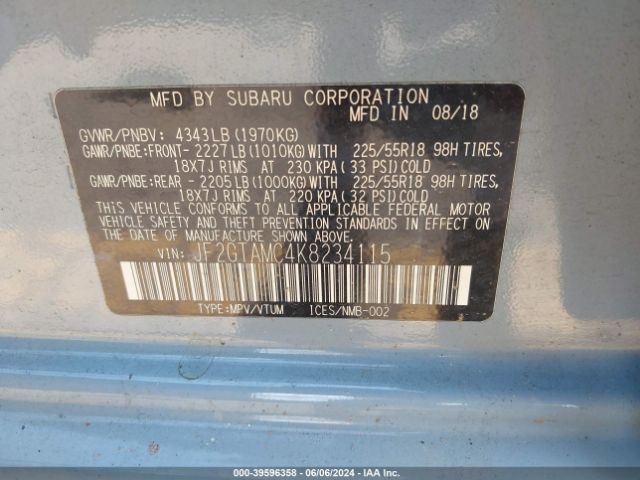 MFD BY SUBARU CORPORATION
MFD IN 08/18
GVWR/PNBV: 4343LB (1970KG)
GAWR/PNBE:FRONT- 2227LB(1010KG)WITH 225/55R18 98H TIRES,
18X7J RIMS AT 230 KPA(33 PSI)COLD
GAWR/PNBE:REAR - 2205LB(1000KG)WITH 225/55R18 98H TIRES,
18X7J RIMS AT 220 KPA(32 PSI)COLD
THIS VEHICLE CONFORMS TO ALL APPLICABLE FEDERAL MOTOR
VEHICLE SAFETY AND THEFT PREVENTION STANDARDS IN EFFECT ON
THE DATE OF MANUFACTURE SHOWN ABOVE.
VIN: JF2GTAMC4K8234115
TYPE:MPV/VTUM ICES/NMB-002
000-39596358 - 06/06/2024 - IAA Inc.